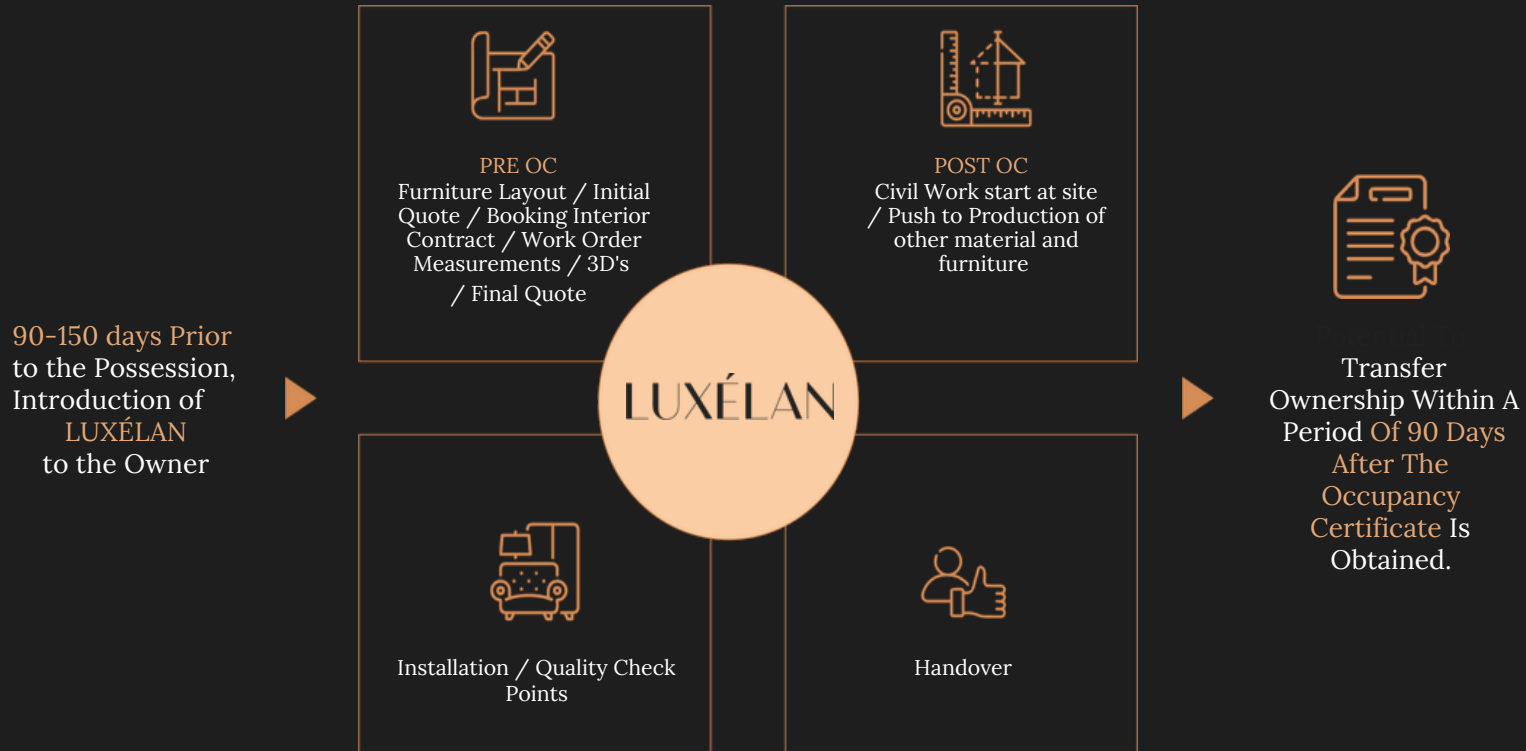 90-150 days Prior
to the Possession,
Introduction of
LUXÉLAN
to the Owner
PRE OC
Furniture Layout / Initial
Quote / Booking Interior
Contract / Work Order
Measurements / 3D's
/ Final Quote
POST OC
Civil Work start at site
/ Push to Production of
other material and
furniture
LUXÉLAN
Installation / Quality Check
Points
Handover
Potential To
Transfer
Ownership Within A
Period Of 90 Days
After The
Occupancy
Certificate Is
Obtained.